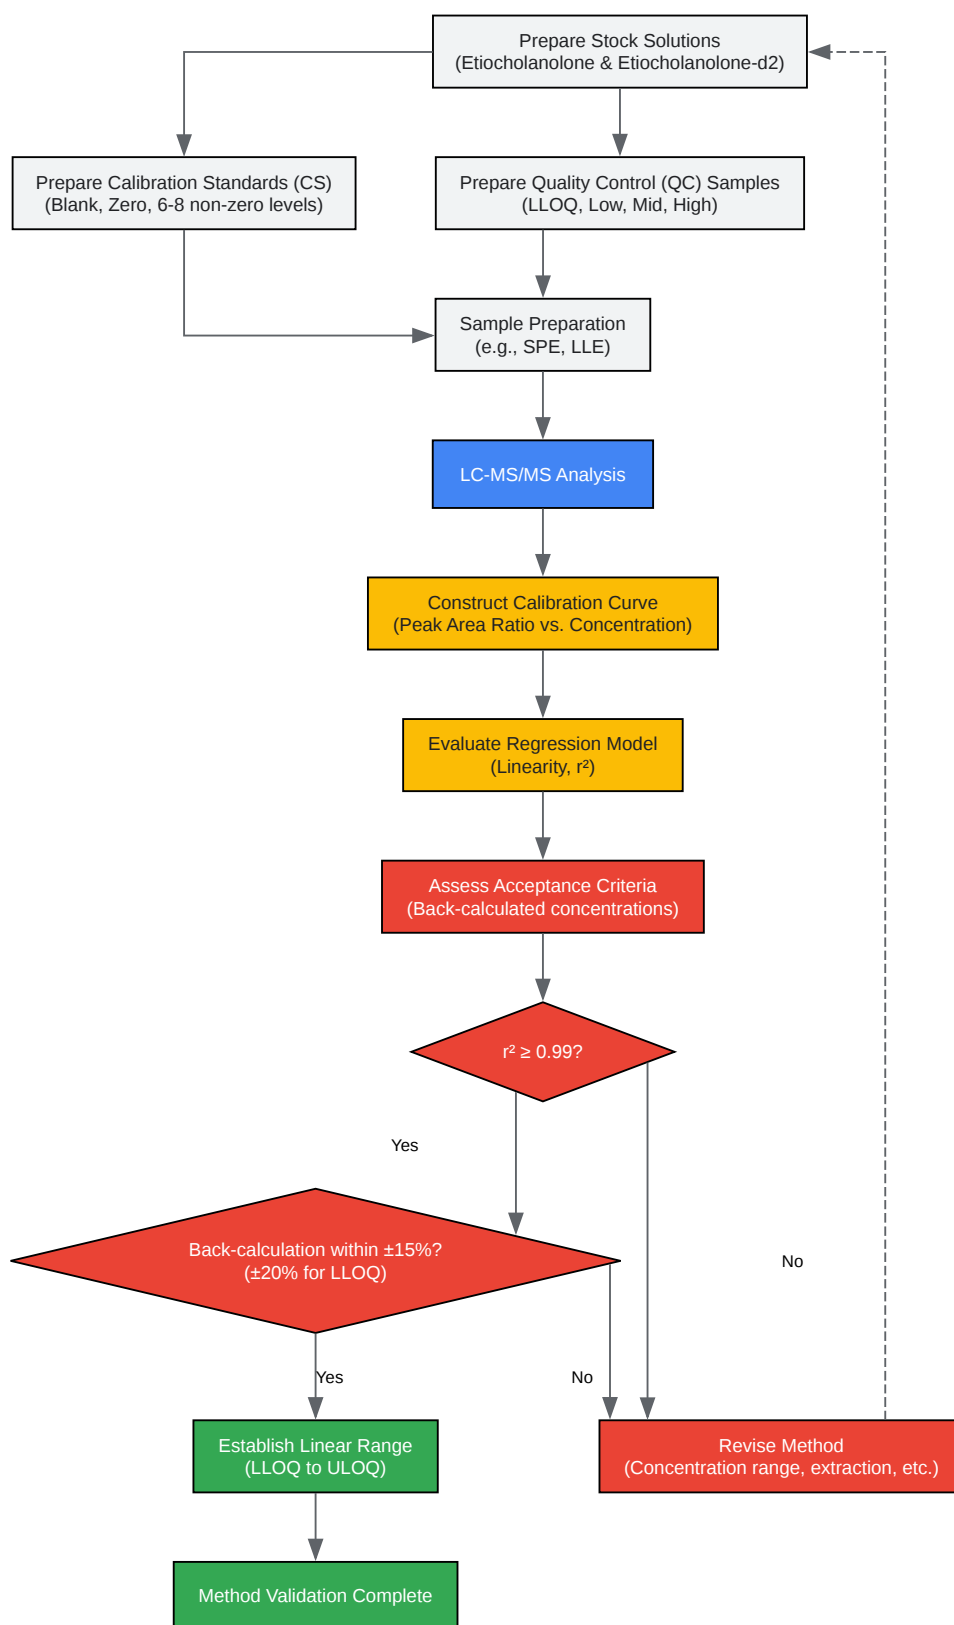 Prepare Stock Solutions
(Etiocholanolone & Etiocholanolone-d2)
Prepare Calibration Standards (CS)
(Blank, Zero, 6-8 non-zero levels)
Prepare Quality Control (QC) Samples
(LLOQ, Low, Mid, High)
Sample Preparation
(e.g., SPE, LLE)
LC-MS/MS Analysis
Construct Calibration Curve
(Peak Area Ratio vs. Concentration)
Evaluate Regression Model
(Linearity, r²)
Assess Acceptance Criteria
(Back-calculated concentrations)
r² ≥ 0.99?
Yes
Back-calculation within ±15%?
(±20% for LLOQ)
No
Yes
No
Establish Linear Range
(LLOQ to ULOQ)
Revise Method
(Concentration range, extraction, etc.)
Method Validation Complete